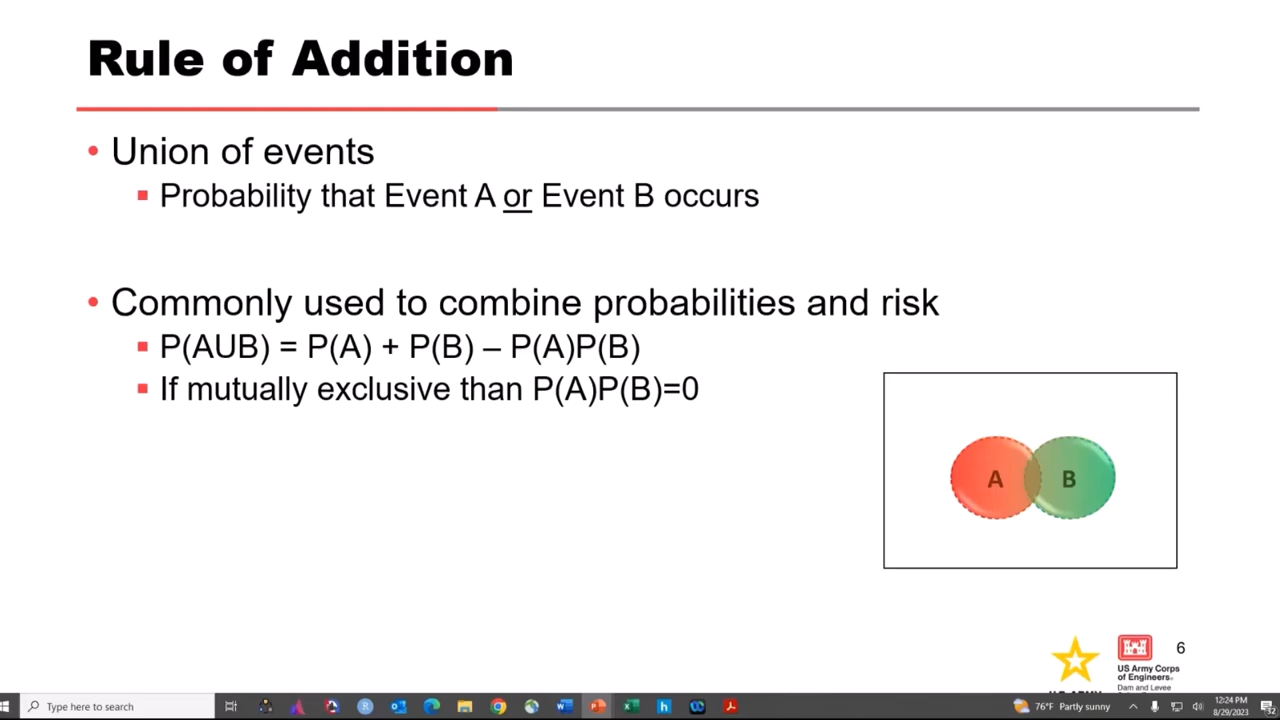 Rule of Addition
• Union of events
▪ Probability that Event A or Event B occurs
• Commonly used to combine probabilities and risk
▪ P(AUB) = P(A) + P(B) – P(A)P(B)
▪ If mutually exclusive than P(A)P(B)=0
A
B
6
US Army Corps
of Engineers®
Dam and Levee
Type here to search
76°F Partly sunny
12:24 PM
8/29/2023